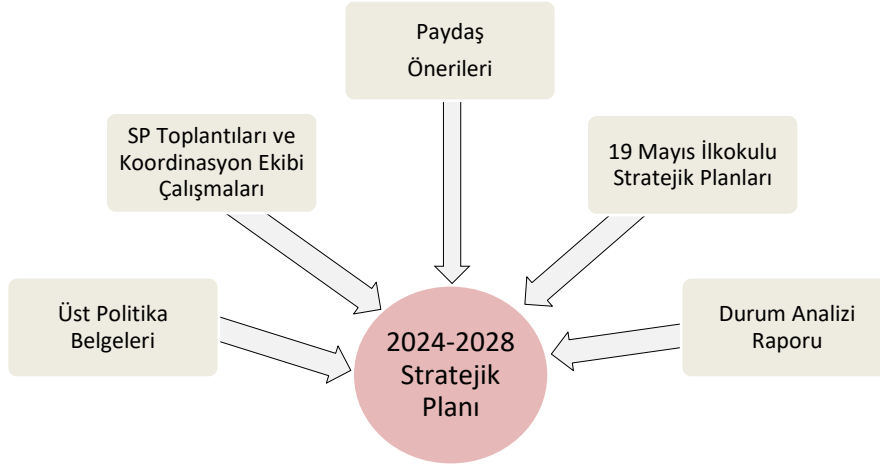 Paydaş
Önerileri
SP Toplantıları ve
Koordinasyon Ekibi
Çalışmaları
19 Mayıs İlkokulu
Stratejik Planları
Üst Politika
Belgeleri
Durum Analizi
Raporu
2024-2028
Stratejik
Planı